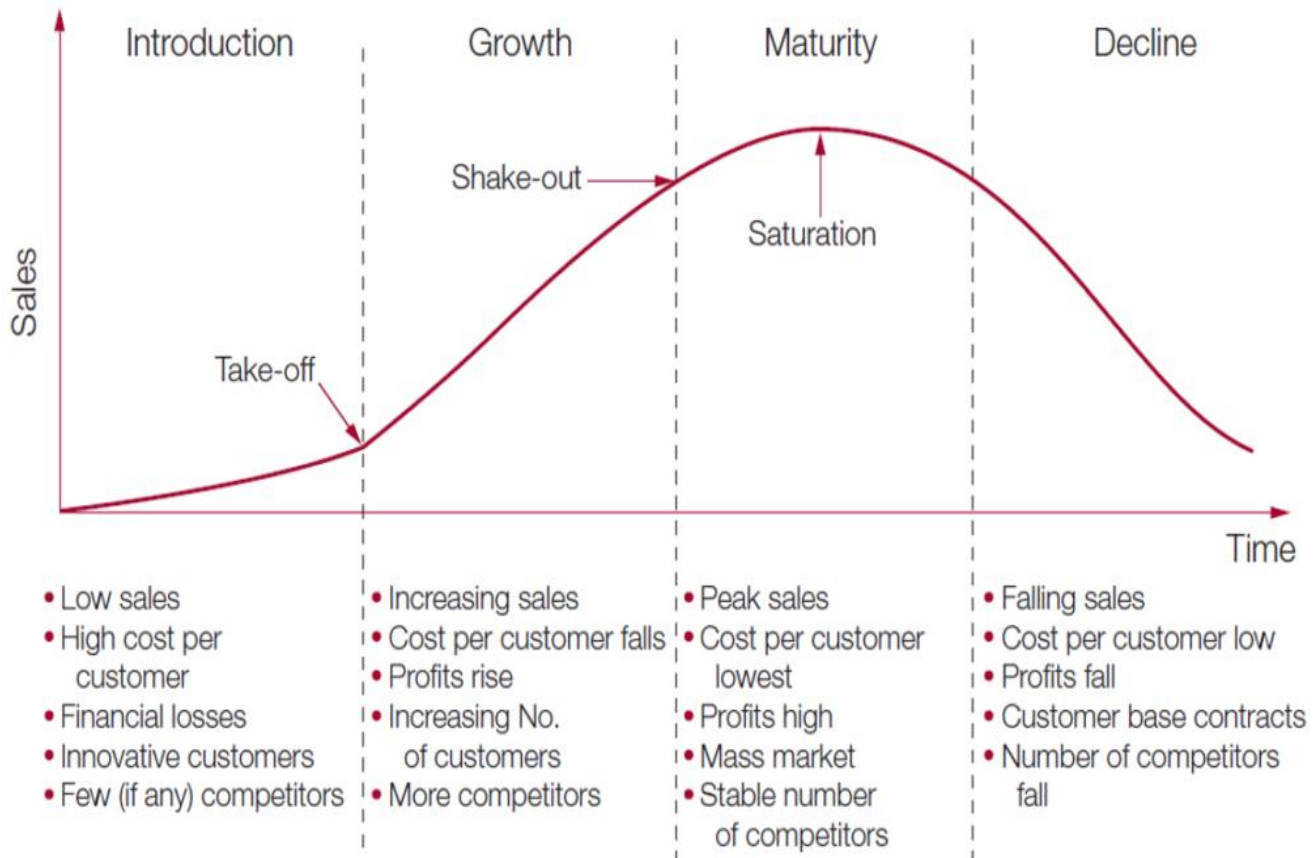 Introduction
Growth
Maturity
Decline
Shake-out
Saturation
Sales
Take-off
Time
• Low sales
• High cost per
customer
• Financial losses
• Innovative customers
• Few (if any) competitors
• Increasing sales
• Cost per customer falls
• Profits rise
• Increasing No.
of customers
• More competitors
• Peak sales
• Cost per customer
lowest
• Profits high
• Mass market
• Stable number
of competitors
• Falling sales
• Cost per customer low
• Profits fall
• Customer base contracts
• Number of competitors
fall